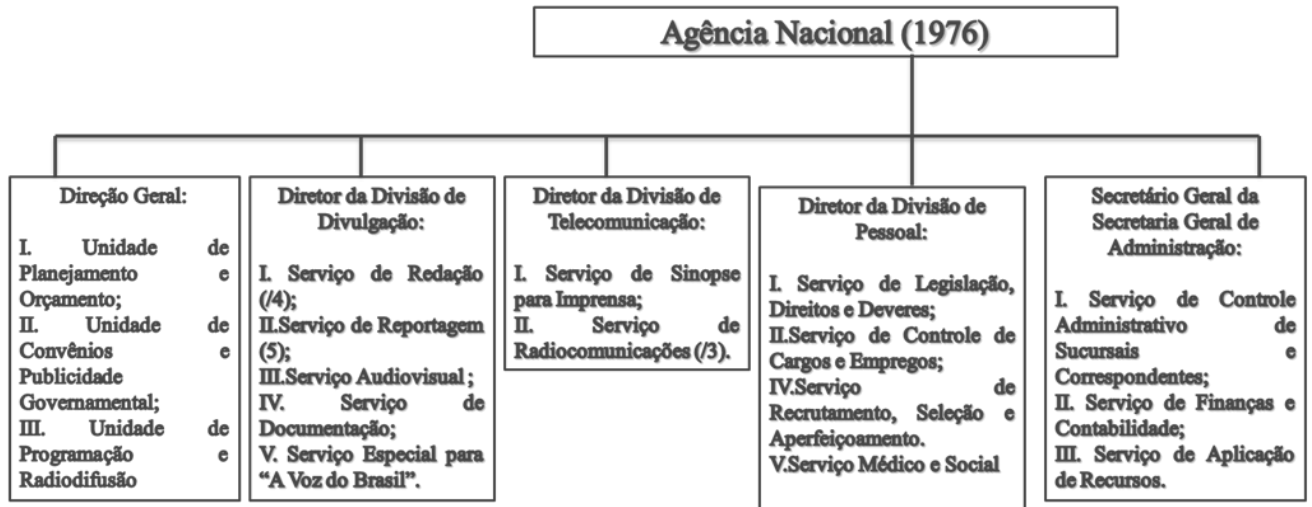 Agência Nacional (1976)
Direção Geral:
I. Unidade de
Planejamento e
Orçamento;
II. Unidade de
Convênios e
Publicidade
Governamental;
III. Unidade de
Programação e
Radiodifusão
Diretor da Divisão de
Divulgação:
I. Serviço de Redação
(/4);
II.Serviço de Reportagem
(5);
III.Serviço Audiovisual ;
IV. Serviço de
Documentação;
V. Serviço Especial para
“A Voz do Brasil”.
Diretor da Divisão de
Telecomunicação:
I. Serviço de Sinopse
para Imprensa;
II. Serviço de
Radiocomunicações (/3).
Diretor da Divisão de
Pessoal:
I. Serviço de Legislação,
Direitos e Deveres;
II.Serviço de Controle de
Cargos e Empregos;
IV.Serviço de
Recrutamento, Seleção e
Aperfeiçoamento.
V.Serviço Médico e Social
Secretário Geral da
Secretaria Geral de
Administração:
I. Serviço de Controle
Administrativo de
Sucursais e
Correspondentes;
II. Serviço de Finanças e
Contabilidade;
III. Serviço de Aplicação
de Recursos.